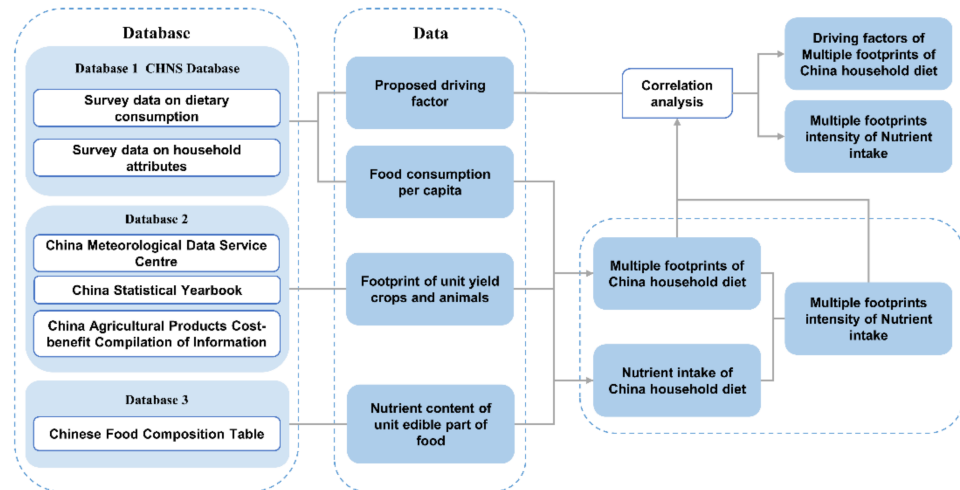 Database
Database 1 CHNS Database
Survey data on dietary
consumption
Survey data on household
attributes
Database 2
China Meteorological Data Service
Centre
China Statistical Yearbook
China Agricultural Products Cost-
benefit Compilation of Information
Database 3
Chinese Food Composition Table
Data
Proposed driving
factor
Food consumption
per capita
Footprint of unit yield
crops and animals
Nutrient content of
unit edible part of
food
Correlation
analysis
Driving factors of
Multiple footprints of
China household diet
Multiple footprints
intensity of Nutrient
intake
Multiple footprints of
China household diet
Nutrient intake of
China household diet
Multiple footprints
intensity of Nutrient
intake